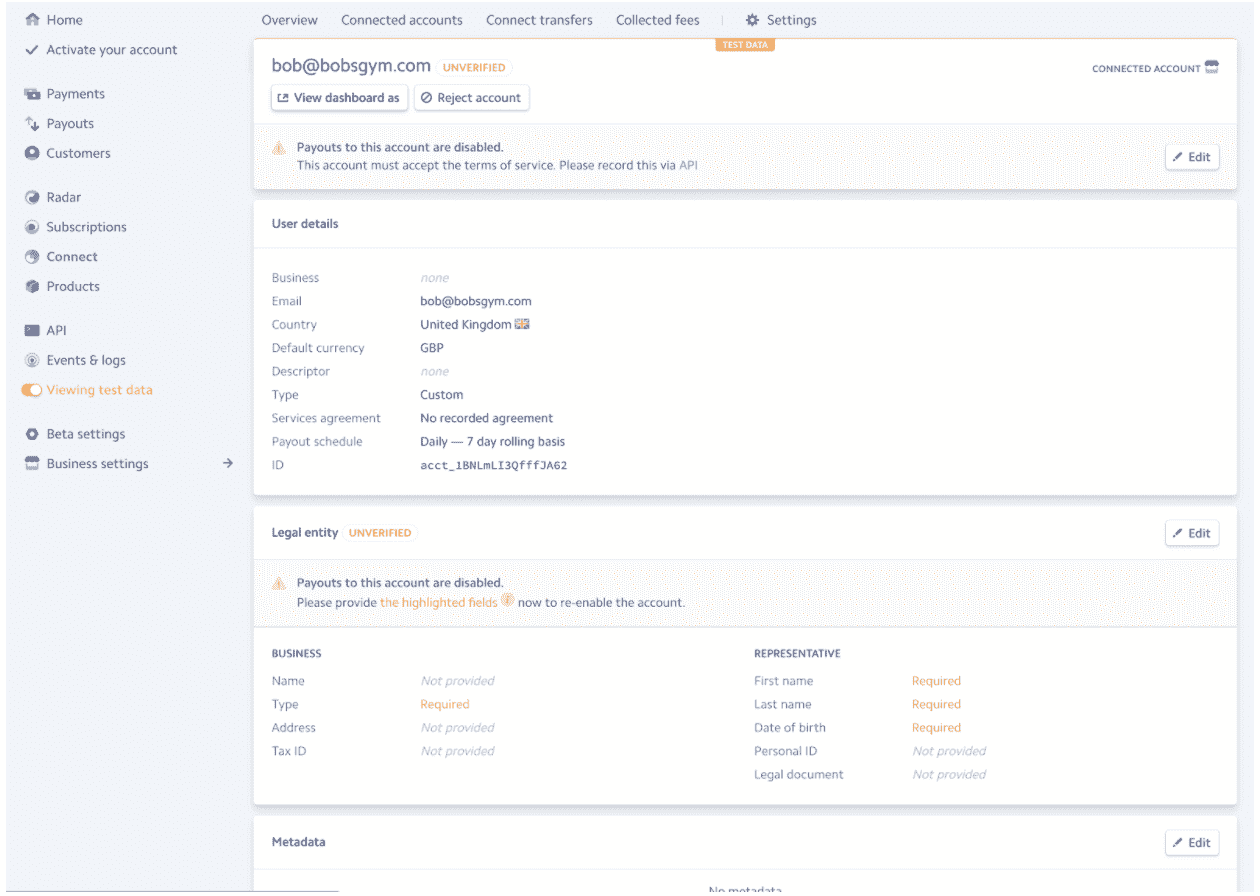 Home
Activate your account
Payments
Payouts
Customers
Radar
Subscriptions
Connect
Products
API
Events & logs
Viewing test data
Beta settings
Business settings
Overview Connected accounts Connect transfers Collected fees Settings
TEST DATA
bob@bobsgym.com UNVERIFIED
CONNECTED ACCOUNT
View dashboard as Reject account
Payouts to this account are disabled.
This account must accept the terms of service. Please record this via API
Edit
User details
Business none
Email bob@bobsgym.com
Country United Kingdom
Default currency GBP
Descriptor none
Type Custom
Services agreement No recorded agreement
Payout schedule Daily — 7 day rolling basis
ID acct_1BNLmLI3QfffJA62
Legal entity UNVERIFIED
Edit
Payouts to this account are disabled.
Please provide the highlighted fields now to re-enable the account.
BUSINESS
Name Not provided
Type Required
Address Not provided
Tax ID Not provided
REPRESENTATIVE
First name Required
Last name Required
Date of birth Required
Personal ID Not provided
Legal document Not provided
Metadata
Edit
No metadata